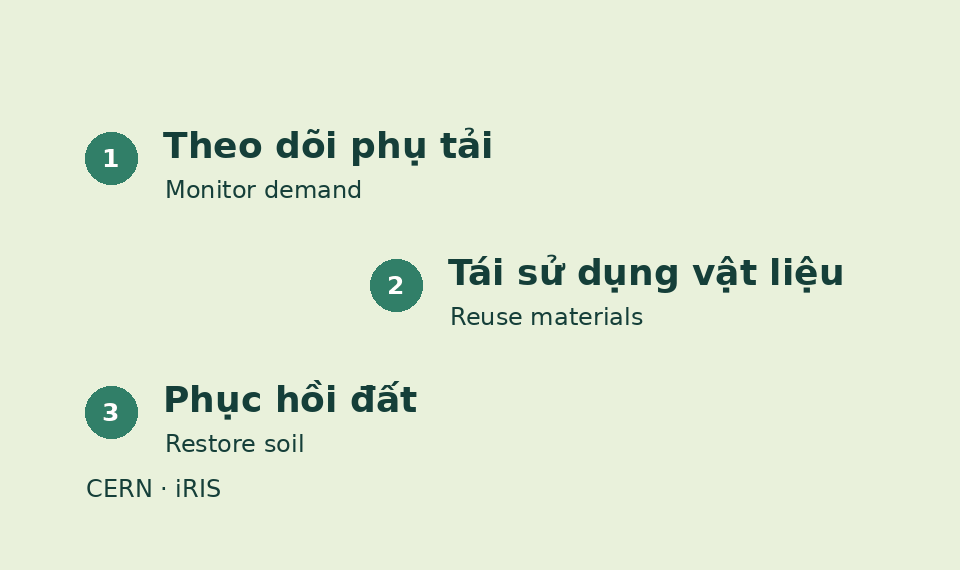 1 Theo dõi phụ tải
Monitor demand
2 Tái sử dụng vật liệu
Reuse materials
3 Phục hồi đất
Restore soil
CERN · iRIS